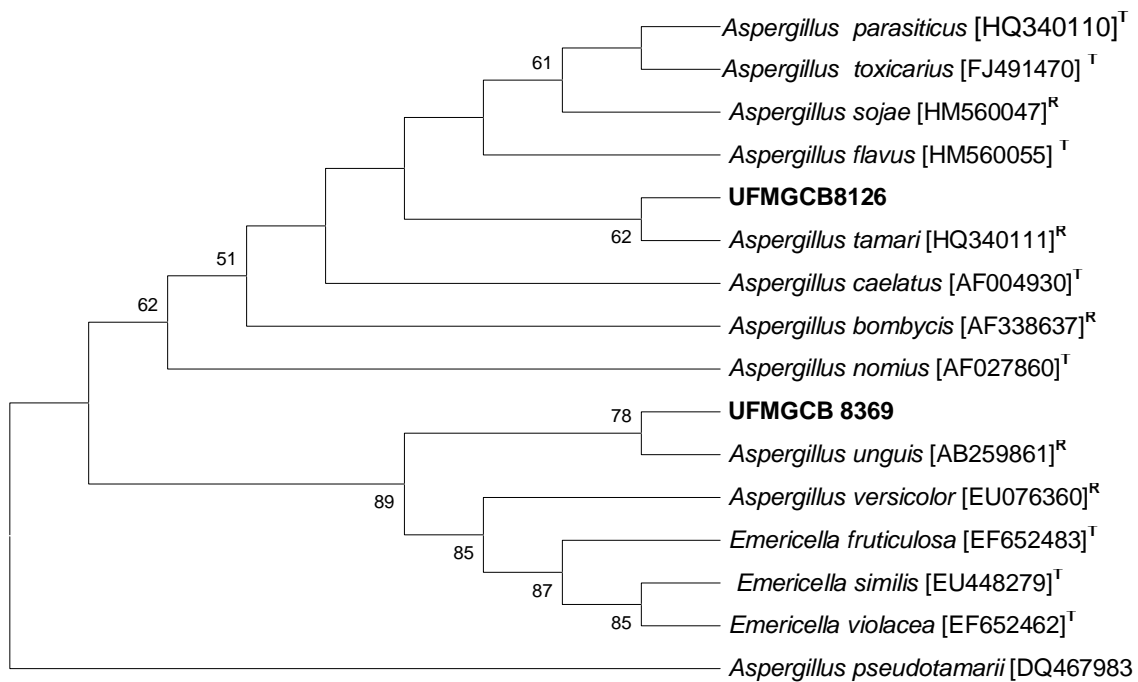 Aspergillus parasiticus [HQ340110]T
61
Aspergillus toxicarius [FJ491470] T
Aspergillus sojae [HM560047]R
Aspergillus flavus [HM560055] T
UFMGCB8126
62
Aspergillus tamari [HQ340111]R
51
Aspergillus caelatus [AF004930]T
62
Aspergillus bombycis [AF338637]R
Aspergillus nomius [AF027860]T
78
UFMGCB 8369
Aspergillus unguis [AB259861]R
89
Aspergillus versicolor [EU076360]R
85
Emericella fruticulosa [EF652483]T
87
Emericella similis [EU448279]T
85
Emericella violacea [EF652462]T
Aspergillus pseudotamarii [DQ467983